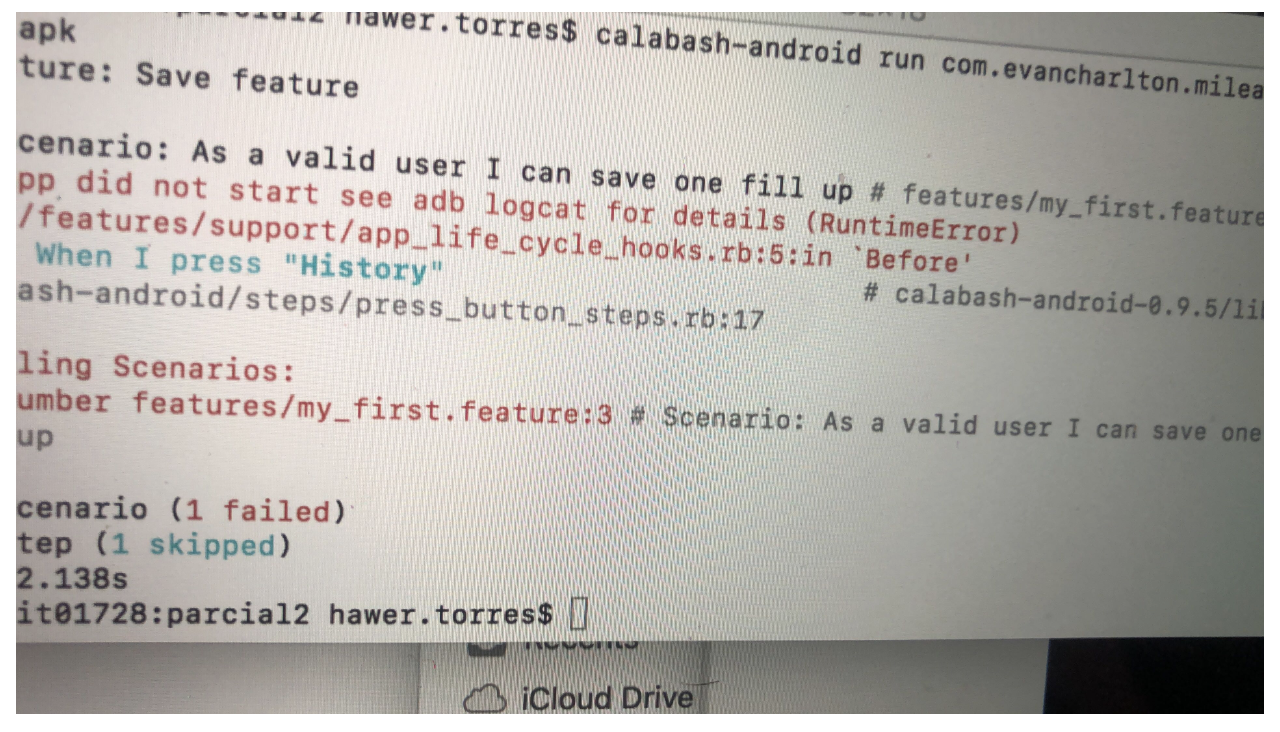 hawer.torres$ calabash-android run com.evancharlton.milea
apk
ture: Save feature
cenario: As a valid user I can save one fill up # features/my_first.feature
pp did not start see adb logcat for details (RuntimeError)
/features/support/app_life_cycle_hooks.rb:5:in `Before'
When I press "History"
# calabash-android-0.9.5/li
ash-android/steps/press_button_steps.rb:17
ling Scenarios:
umber features/my_first.feature:3 # Scenario: As a valid user I can save one
up
cenario (1 failed)
tep (1 skipped)
2.138s
it01728:parcial2 hawer.torres$
iCloud Drive